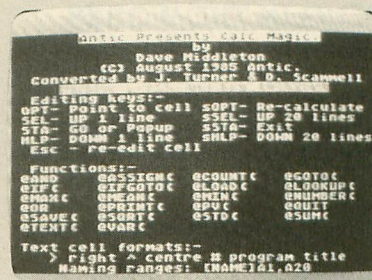 Antic Presents Calc Magic.
by
Dave Middleton
(C) August 1985 Antic.
Converted by J. Turner & D. Scammell
Editing keys:-
OPT- Point to cell SOPT- Re-calculate
SEL- UP 1 line SSEL- UP 20 lines
STA- GO or Popup SSTA- Exit
HLP- DOWN 1 line SHLP- DOWN 20 lines
Esc - re-edit cell
Functions:-
@AND @ASSIGN( @COUNT( @GOTO(
@IF( @IFGOTO( @LOAD( @LOOKUP(
@MAX( @MEAN( @MIN( @NUMBER(
@OR @PRINT( @PV( @QUIT
@SAVE( @SORT( @STD( @SUM(
@TEXT( @VAR(
Text cell formats:-
> right ^ centre # program title
Naming ranges: [NAME]A1,A20